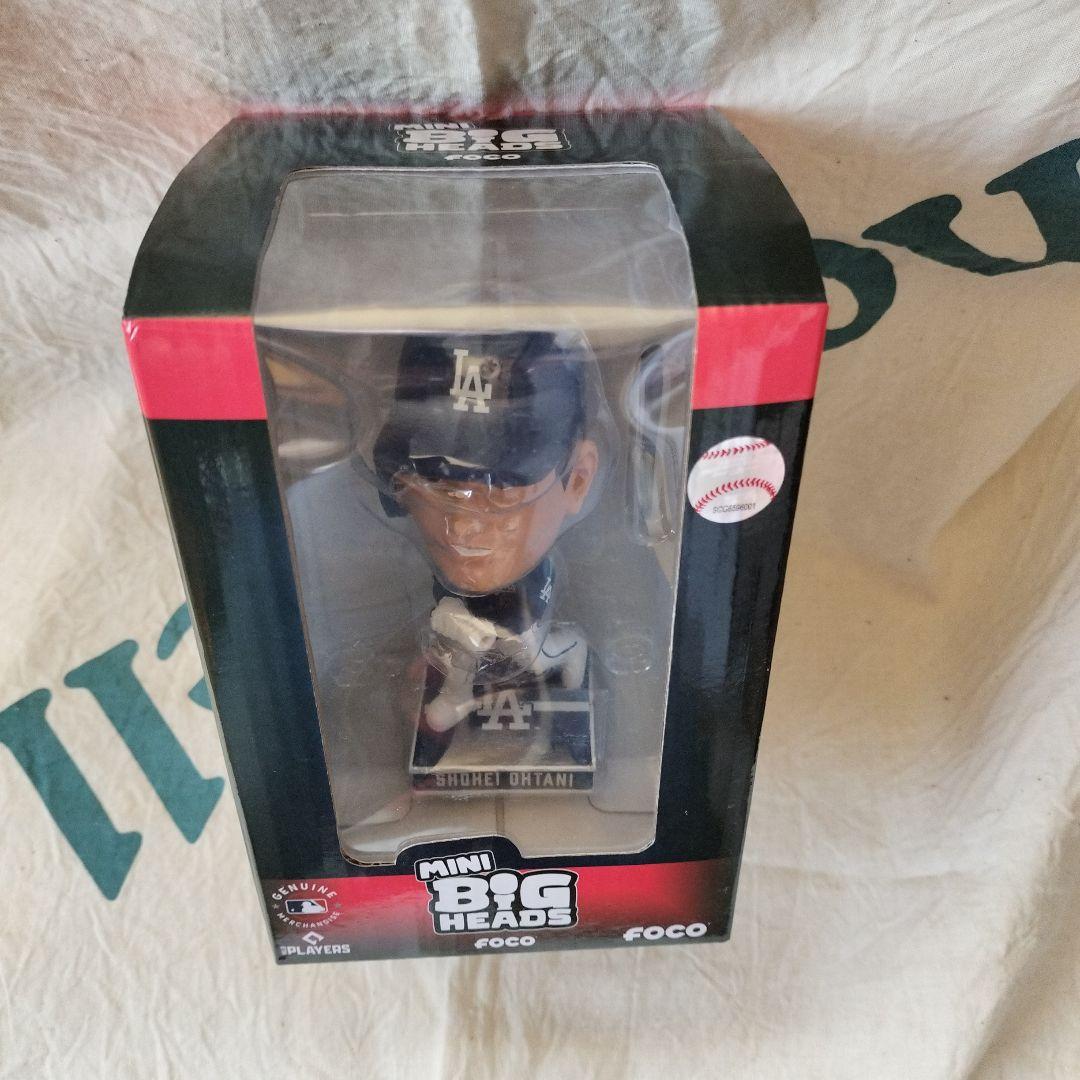 MINI
BIG
HEADS
FOCO
LA
LA
SHOHEI OHTANI
GENUINE
MERCHANDISE
PLAYERS
MINI
BIG
HEADS
FOCO
FOCO